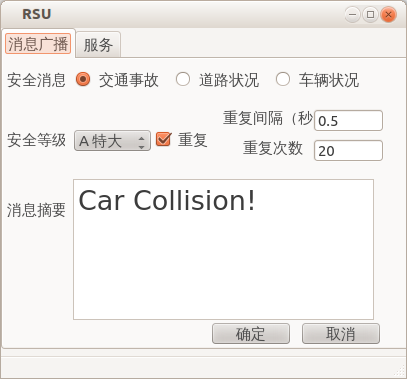 RSU
消息广播 服务
安全消息 交通事故 道路状况 车辆状况
重复间隔（秒 0.5
安全等级 A 特大 重复
重复次数 20
消息摘要 Car Collision!
确定 取消